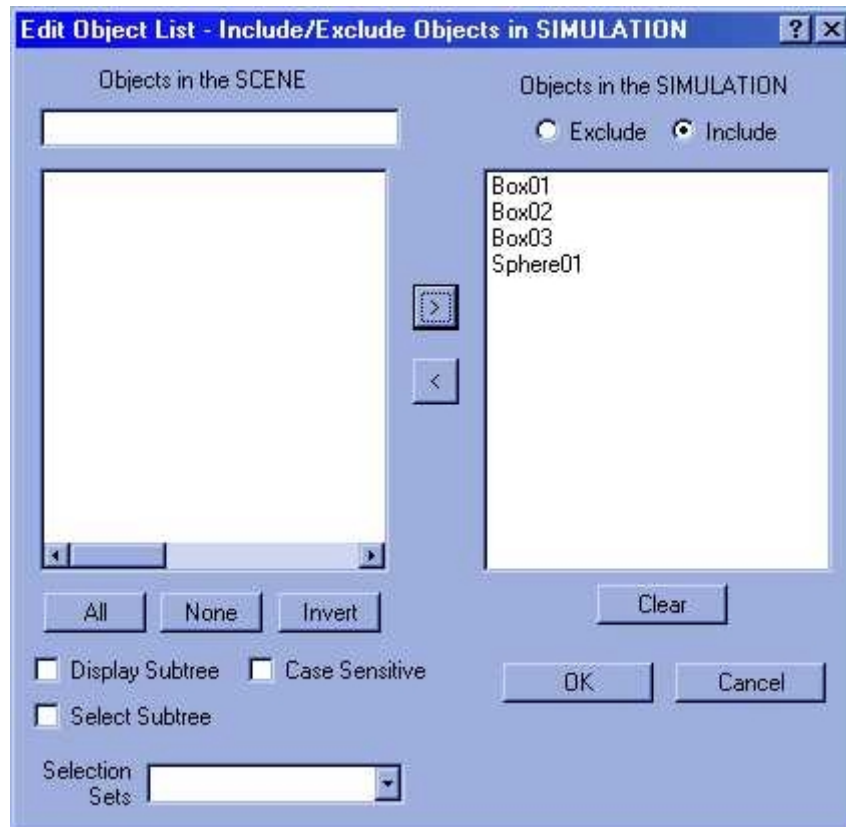 Edit Object List - Include/Exclude Objects in SIMULATION
Objects in the SCENE
Objects in the SIMULATION
Exclude
Include
Box01
Box02
Box03
Sphere01
>
<
All
None
Invert
Clear
Display Subtree
Case Sensitive
Select Subtree
OK
Cancel
Selection
Sets